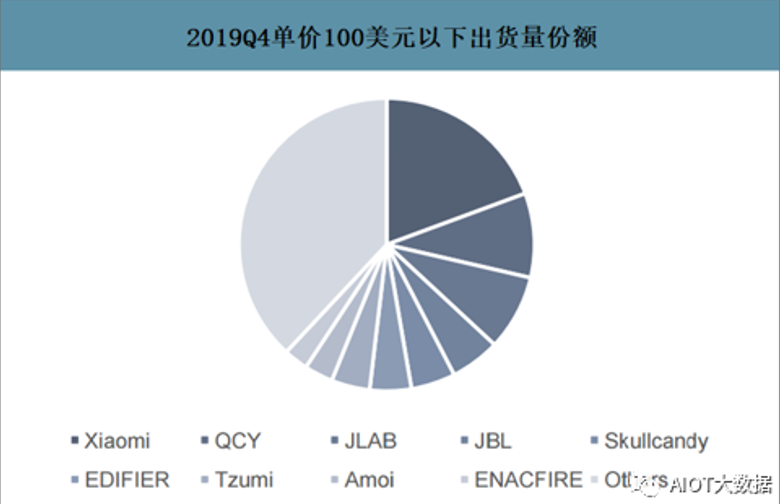 2019Q4单价100美元以下出货量份额
Xiaomi QCY JLAB JBL Skullcandy
EDIFIER Tzumi Amoi ENACFIRE Others
AIOT大数据